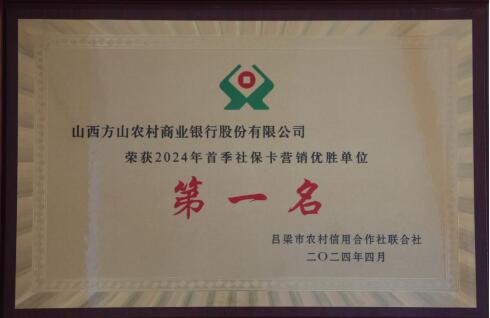 山西方山农村商业银行股份有限公司
荣获2024年首季社保卡营销优胜单位
第一名
吕梁市农村信用合作社联合社
二〇二四年四月